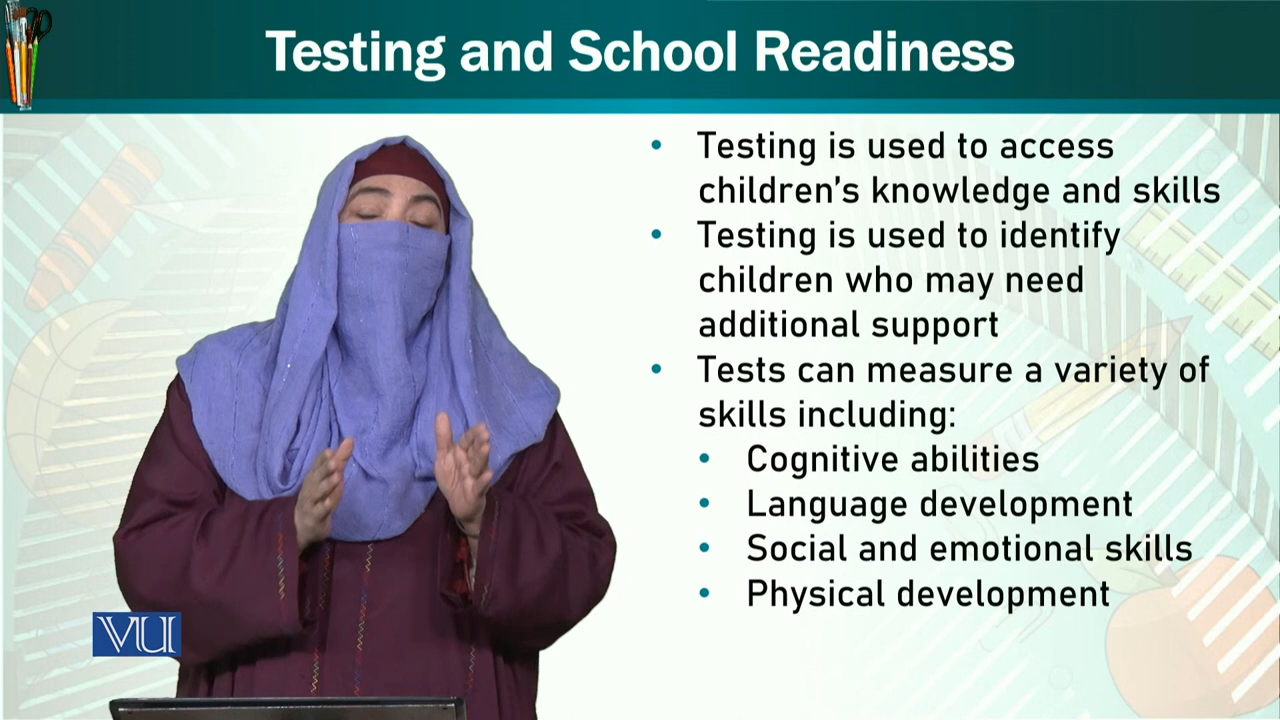 Testing and School Readiness
• Testing is used to access
children's knowledge and skills
• Testing is used to identify
children who may need
additional support
• Tests can measure a variety of
skills including:
• Cognitive abilities
• Language development
• Social and emotional skills
• Physical development
VU